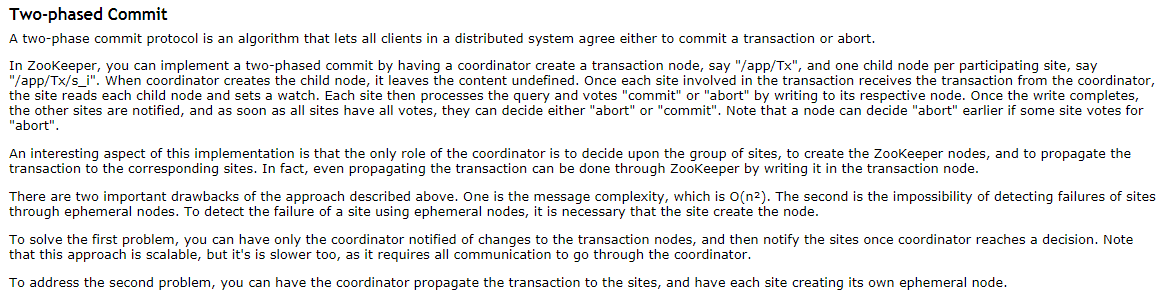 Two-phased Commit
A two-phase commit protocol is an algorithm that lets all clients in a distributed system agree either to commit a transaction or abort.
In ZooKeeper, you can implement a two-phased commit by having a coordinator create a transaction node, say "/app/Tx", and one child node per participating site, say
"/app/Tx/s_i". When coordinator creates the child node, it leaves the content undefined. Once each site involved in the transaction receives the transaction from the coordinator,
the site reads each child node and sets a watch. Each site then processes the query and votes "commit" or "abort" by writing to its respective node. Once the write completes,
the other sites are notified, and as soon as all sites have all votes, they can decide either "abort" or "commit". Note that a node can decide "abort" earlier if some site votes for
"abort".
An interesting aspect of this implementation is that the only role of the coordinator is to decide upon the group of sites, to create the ZooKeeper nodes, and to propagate the
transaction to the corresponding sites. In fact, even propagating the transaction can be done through ZooKeeper by writing it in the transaction node.
There are two important drawbacks of the approach described above. One is the message complexity, which is O(n²). The second is the impossibility of detecting failures of sites
through ephemeral nodes. To detect the failure of a site using ephemeral nodes, it is necessary that the site create the node.
To solve the first problem, you can have only the coordinator notified of changes to the transaction nodes, and then notify the sites once coordinator reaches a decision. Note
that this approach is scalable, but it's is slower too, as it requires all communication to go through the coordinator.
To address the second problem, you can have the coordinator propagate the transaction to the sites, and have each site creating its own ephemeral node.